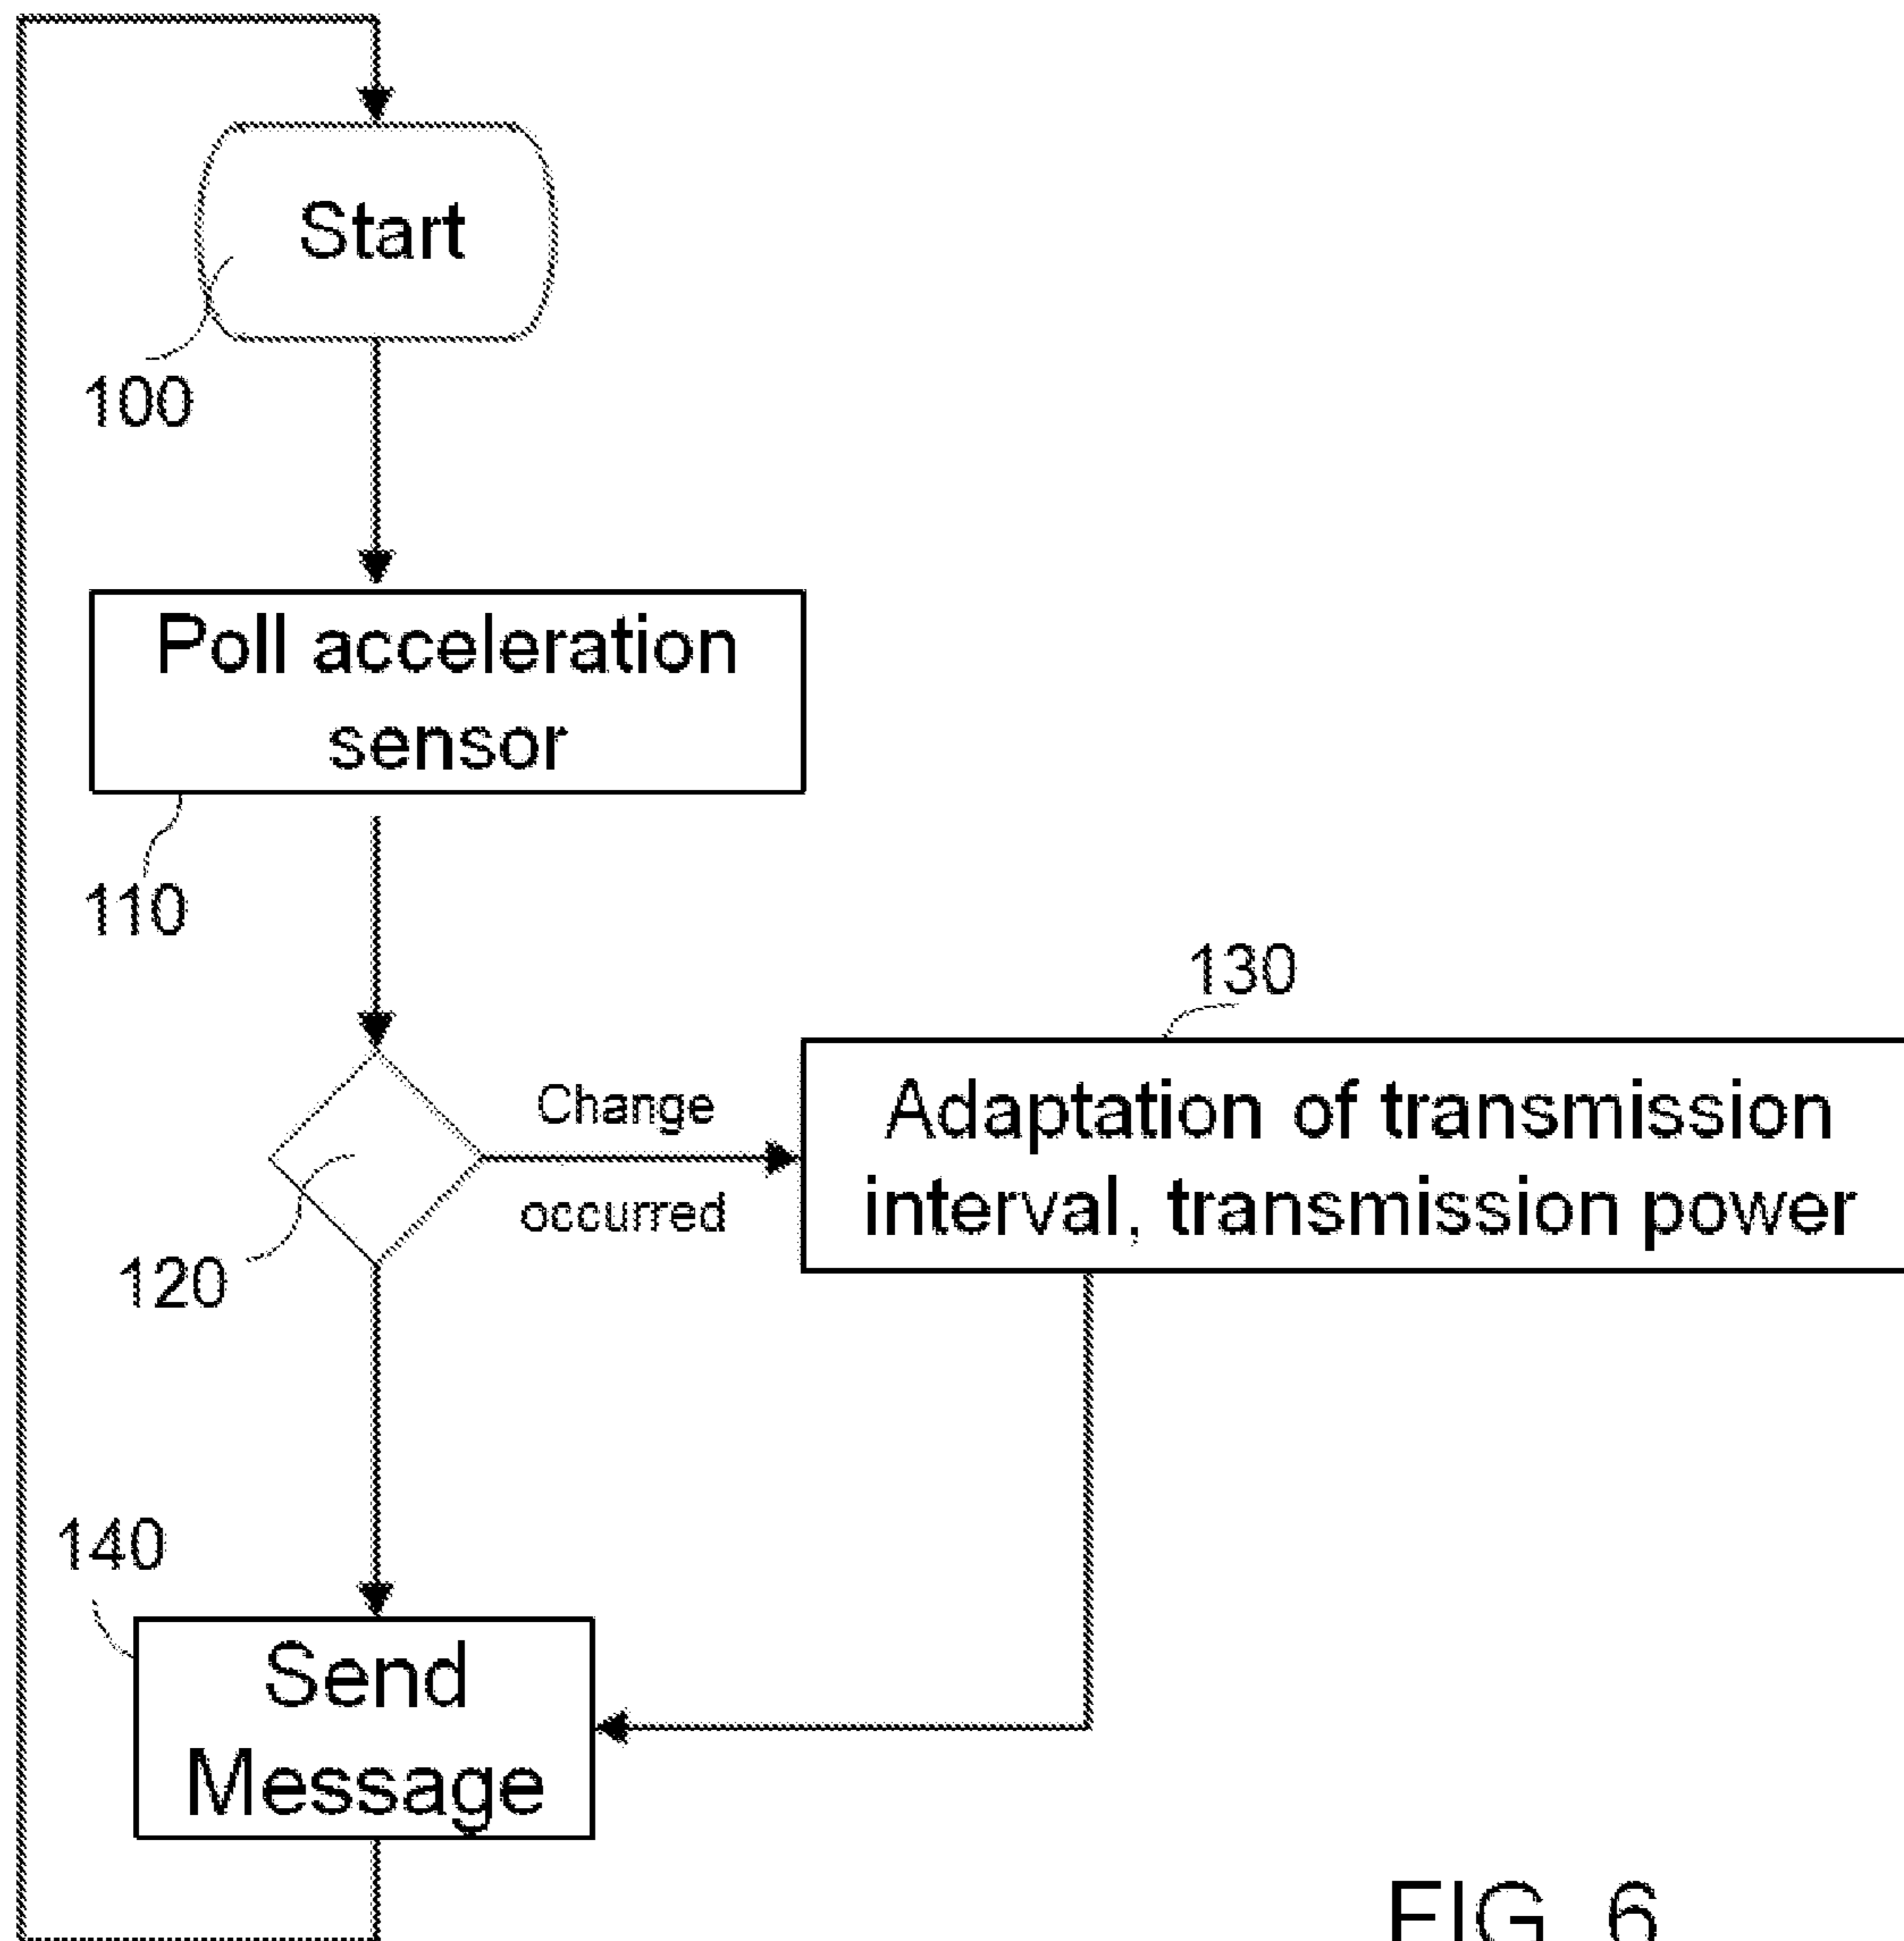 Start
100
Poll acceleration
sensor
110
130
Change
occurred
Adaptation of transmission
interval, transmission power
120
140
Send
Message
FIG. 6